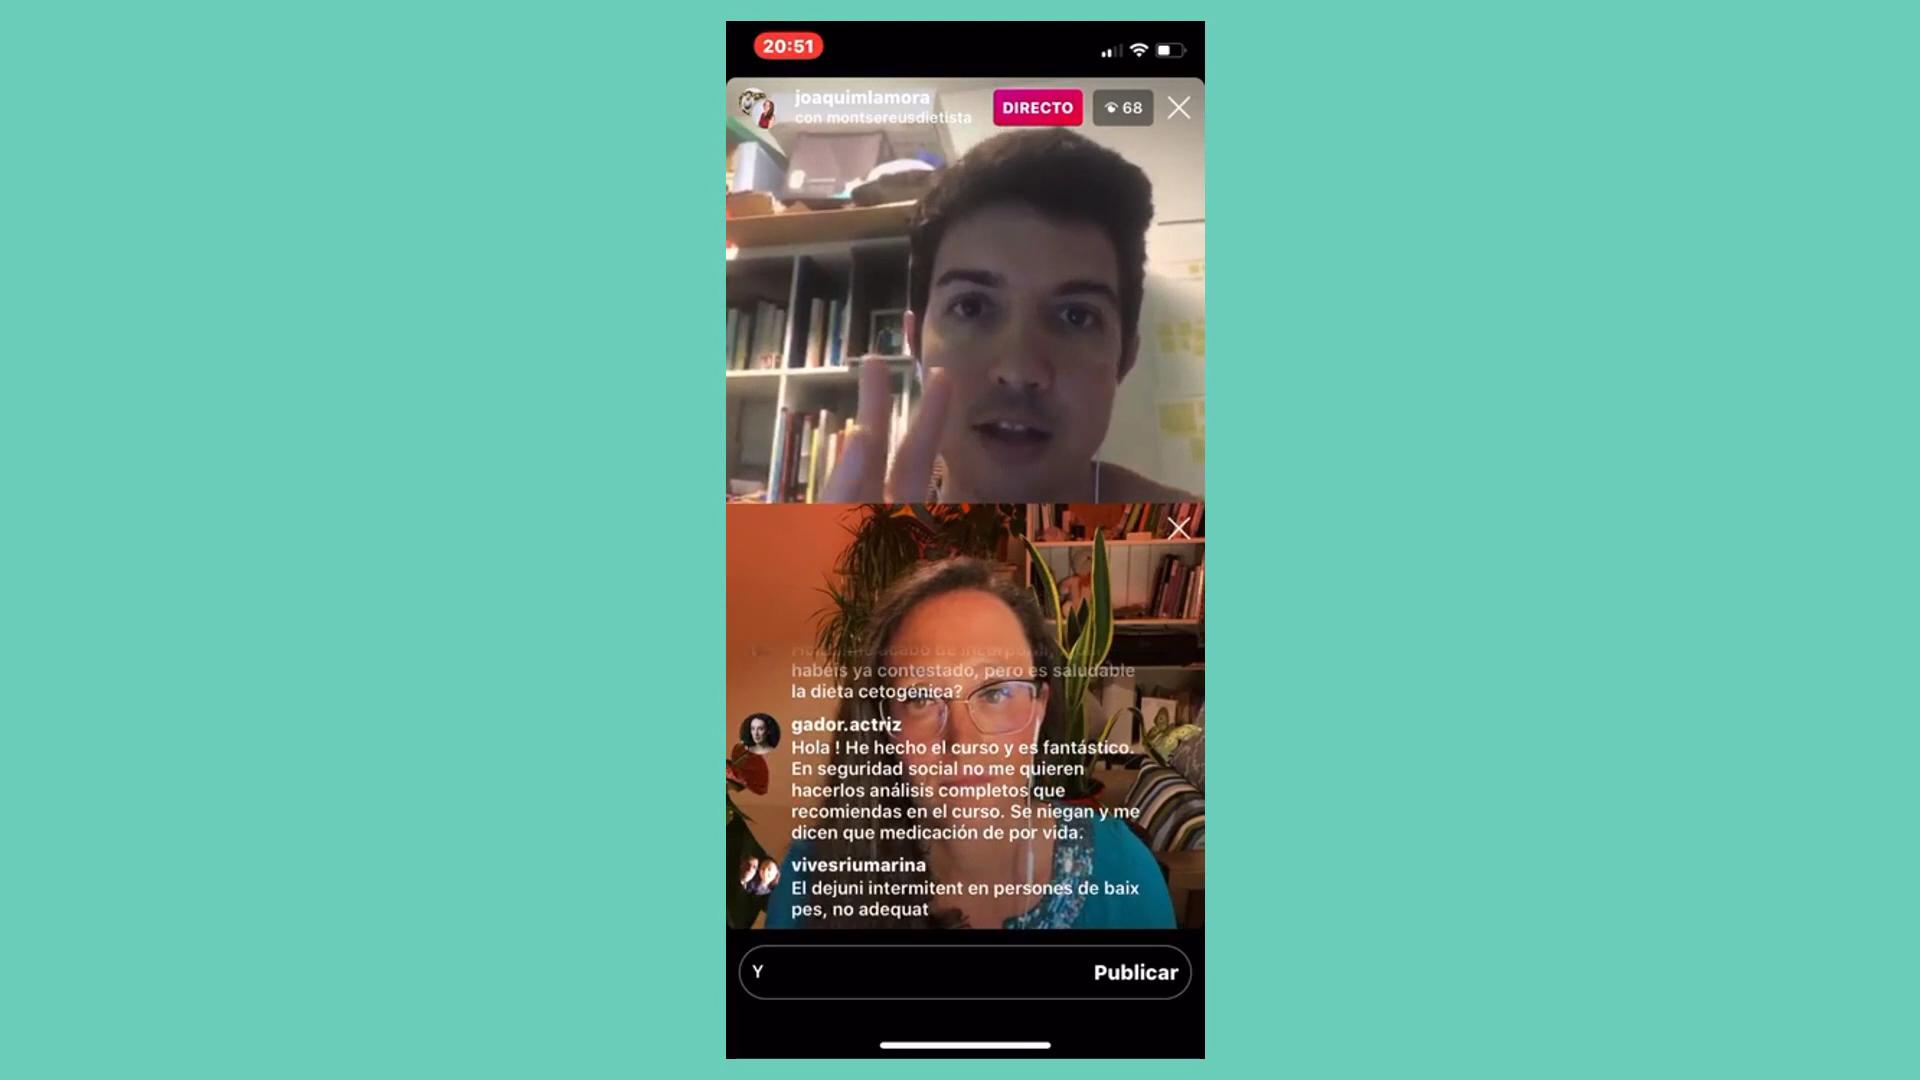 20:51
joaquimlamora
con montsereusdietista
DIRECTO
68
acabo de
habéis ya contestado, pero es saludable
la dieta cetogénica?
gador.actriz
Hola ! He hecho el curso y es fantástico.
En seguridad social no me quieren
hacerlos análisis completos que
recomiendas en el curso. Se niegan y me
dicen que medicación de por vida.
vivesriumarina
El dejuni intermitent en persones de baix
pes, no adequat
Y
Publicar